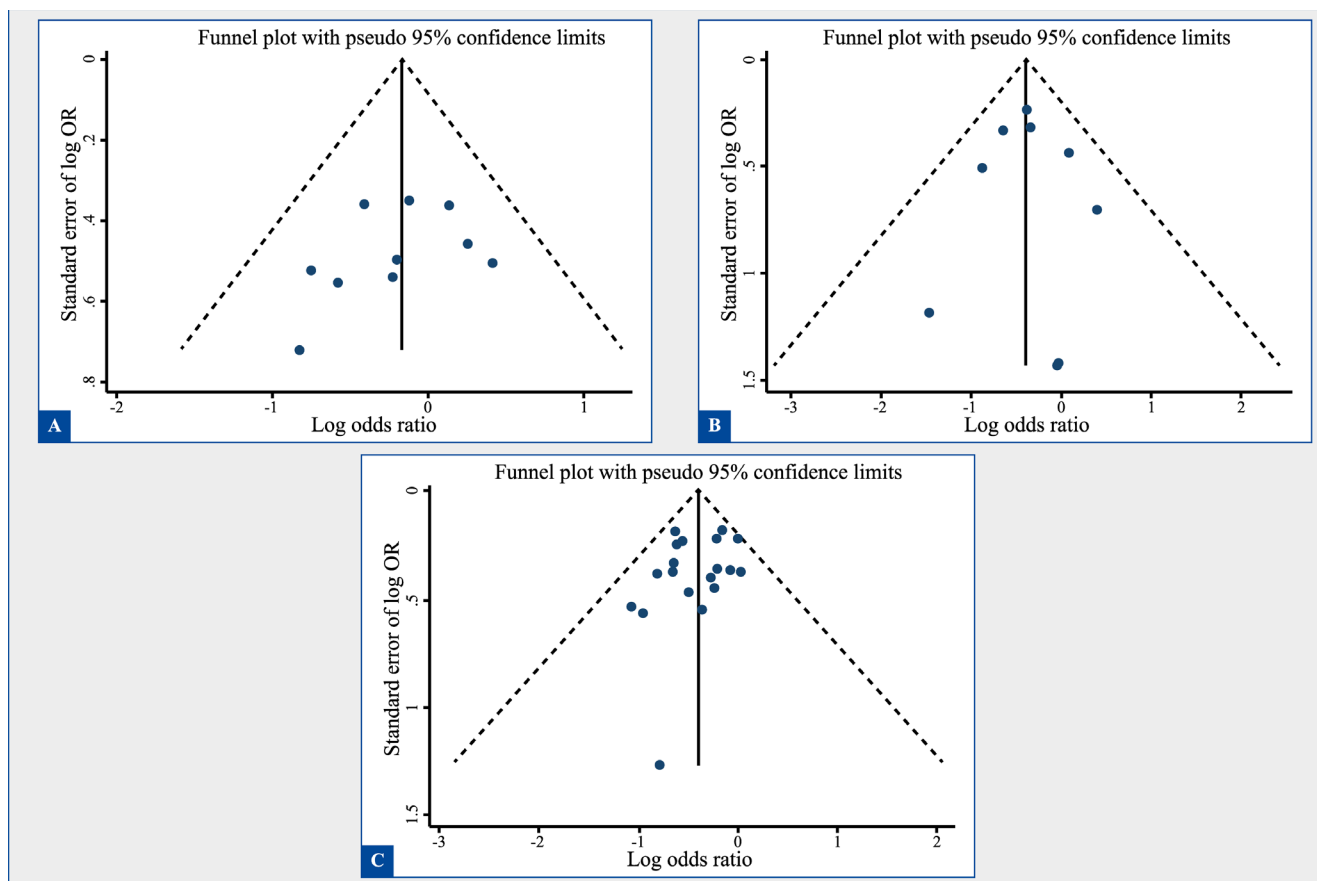 Funnel plot with pseudo 95% confidence limits
Standard error of log OR
0
.2
.4
.6
.8
-2
-1
0
1
Log odds ratio
A
Funnel plot with pseudo 95% confidence limits
Standard error of log OR
0
.5
1
1.5
-3
-2
-1
0
1
2
Log odds ratio
B
Funnel plot with pseudo 95% confidence limits
Standard error of log OR
0
.5
1
1.5
-3
-2
-1
0
1
2
Log odds ratio
C